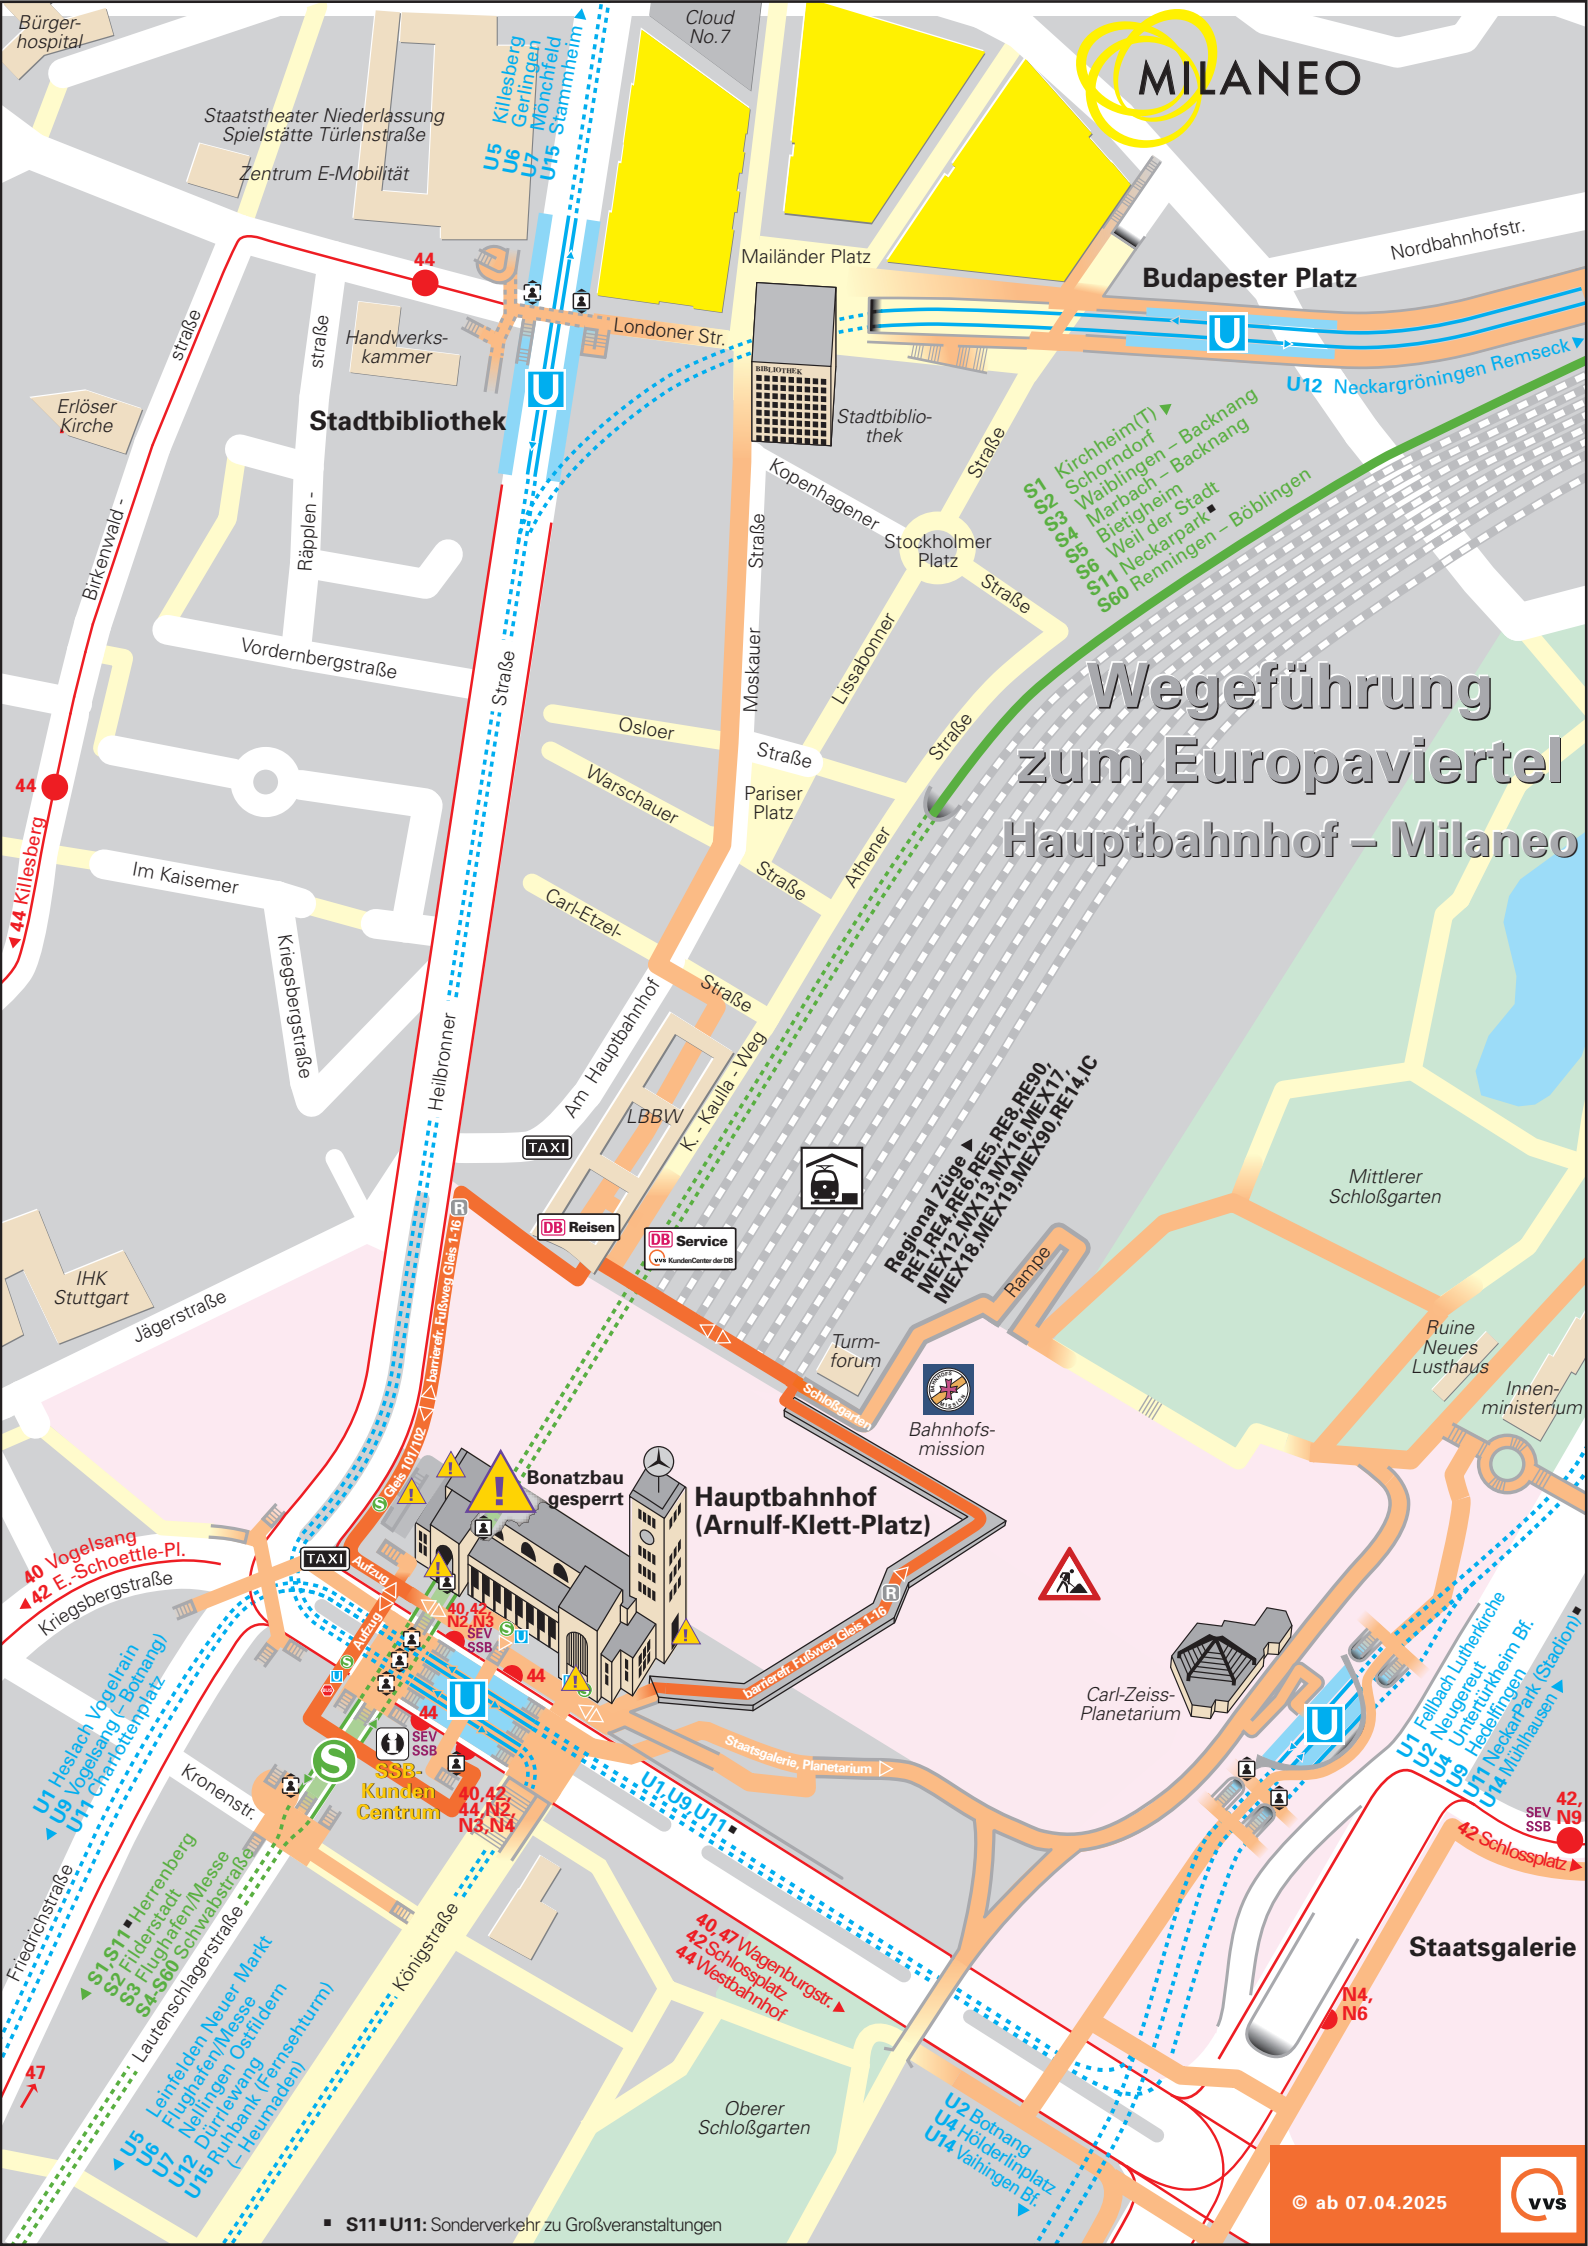 Bürger-
hospital
Cloud
No.7
MILANEO
Staatstheater Niederlassung
Spielstätte Türlenstraße
Zentrum E-Mobilität
U5 Killesberg
U6 Gerlingen
U7 Mönchfeld
U15 Stammheim
Mailänder Platz
Nordbahnhofstr.
Budapester Platz
44
Londoner Str.
Handwerks-
kammer
straße
straße
U
U
U12 Neckargröningen Remseck
BIBLIOTHEK
Erlöser
Kirche
Stadtbibliothek
Stadtbiblio-
thek
Straße
Kopenhagener
S1 Kirchheim(T)
S2 Schorndorf
S3 Waiblingen – Backnang
S4 Marbach – Backnang
S5 Bietigheim
S6 Weil der Stadt
S11 Neckarpark
S60 Renningen – Böblingen
Birkenwald -
Räpplen -
Straße
Stockholmer
Platz
Straße
Vordernbergstraße
Straße
Moskauer
Lissabonner
Wegeführung
zum Europaviertel
Hauptbahnhof – Milaneo
Osloer
Straße
Straße
Warschauer
Pariser
Platz
44
44 Killesberg
Im Kaisemer
Straße
Athener
Carl-Etzel-
Kriegsbergstraße
Straße
Am Hauptbahnhof
Heilbronner
LBBW
K. - Kaulla - Weg
TAXI
Regional Züge
RE1,RE4,RE6,RE5,RE8,RE90,
MEX12,MX13,MX16,MEX17,
MEX18,MEX19,MEX90,RE14,IC
Mittlerer
Schloßgarten
R
DB Reisen
DB Service
vvs KundenCenter der DB
Rampe
IHK
Stuttgart
Jägerstraße
barrierefr. Fußweg Gleis 1-16
Turm-
forum
Ruine
Neues
Lusthaus
Innen-
ministerium
Schloßgarten
BAHNHOFS
MISSION
Bahnhofs-
mission
S Gleis 101/102
Bonatzbau
gesperrt
Hauptbahnhof
(Arnulf-Klett-Platz)
40 Vogelsang
42 E.-Schoettle-Pl.
Kriegsbergstraße
TAXI
Aufzug
Aufzug
40,42,
N2,N3
SEV
SSB
S
U
R
barrierefr. Fußweg Gleis 1-16
44
44
SEV
SSB
U
S
U
S
BUS
SSB-
Kunden
Centrum
40,42,
44,N2,
N3,N4
Staatsgalerie, Planetarium
Carl-Zeiss-
Planetarium
U
U1 Fellbach Lutherkirche
U2 Neugereut
U4 Untertürkheim Bf.
U9 Hedelfingen
U11 NeckarPark (Stadion)
U14 Mühlhausen
U1 Heslach Vogelrain
U9 Vogelsang (– Botnang)
U11 Charlottenplatz
Kronenstr.
U1,U9,U11
SEV
SSB
42,
N9
42 Schlossplatz
Friedrichstraße
S1,S11 Herrenberg
S2 Filderstadt
S3 Flughafen/Messe
S4-S60 Schwabstraße
Lautenschlagerstraße
Königstraße
40,47 Wagenburgstr.
42 Schlossplatz
44 Westbahnhof
Staatsgalerie
N4,
N6
47
U5 Leinfelden Neuer Markt
U6 Flughafen/Messe
U7 Nellingen Ostfildern
U12 Dürrlewang
U15 Ruhbank (Fernsehturm)
(– Heumaden)
Oberer
Schloßgarten
U2 Botnang
U4 Hölderlinplatz
U14 Vaihingen Bf.
S11 U11: Sonderverkehr zu Großveranstaltungen
© ab 07.04.2025
vvs